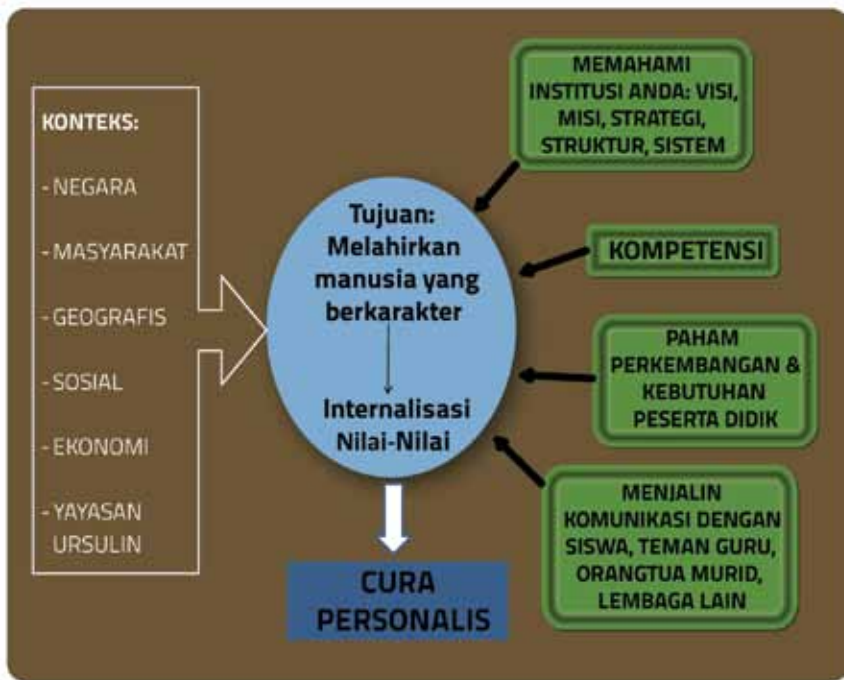 KONTEKS:
- NEGARA
- MASYARAKAT
- GEOGRAFIS
- SOSIAL
- EKONOMI
- YAYASAN
URSULIN
Tujuan:
Melahirkan
manusia yang
berkarakter
Internalisasi
Nilai-Nilai
CURA
PERSONALIS
MEMAHAMI
INSTITUSI ANDA: VISI,
MISI, STRATEGI,
STRUKTUR, SISTEM
KOMPETENSI
PAHAM
PERKEMBANGAN &
KEBUTUHAN
PESERTA DIDIK
MENJALIN
KOMUNIKASI DENGAN
SISWA, TEMAN GURU,
ORANGTUA MURID,
LEMBAGA LAIN